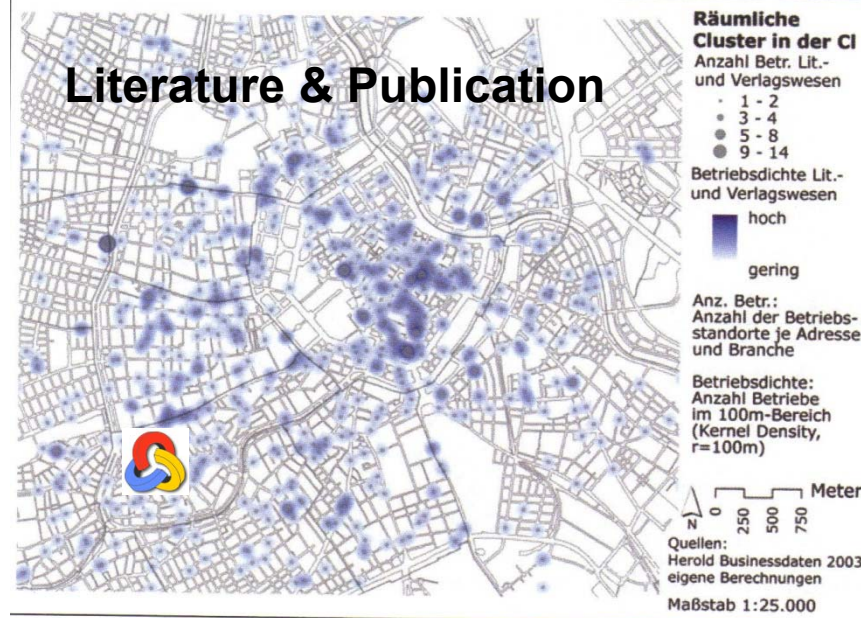 Literature & Publication
Räumliche
Cluster in der CI
Anzahl Betr. Lit.-
und Verlagswesen
1 - 2
3 - 4
5 - 8
9 - 14
Betriebsdichte Lit.-
und Verlagswesen
hoch
gering
Anz. Betr.:
Anzahl der Betriebs-
standorte je Adresse
und Branche
Betriebsdichte:
Anzahl Betriebe
im 100m-Bereich
(Kernel Density,
r=100m)
N
0 250 500 750 Meter
Quellen:
Herold Businessdaten 2003
eigene Berechnungen
Maßstab 1:25.000